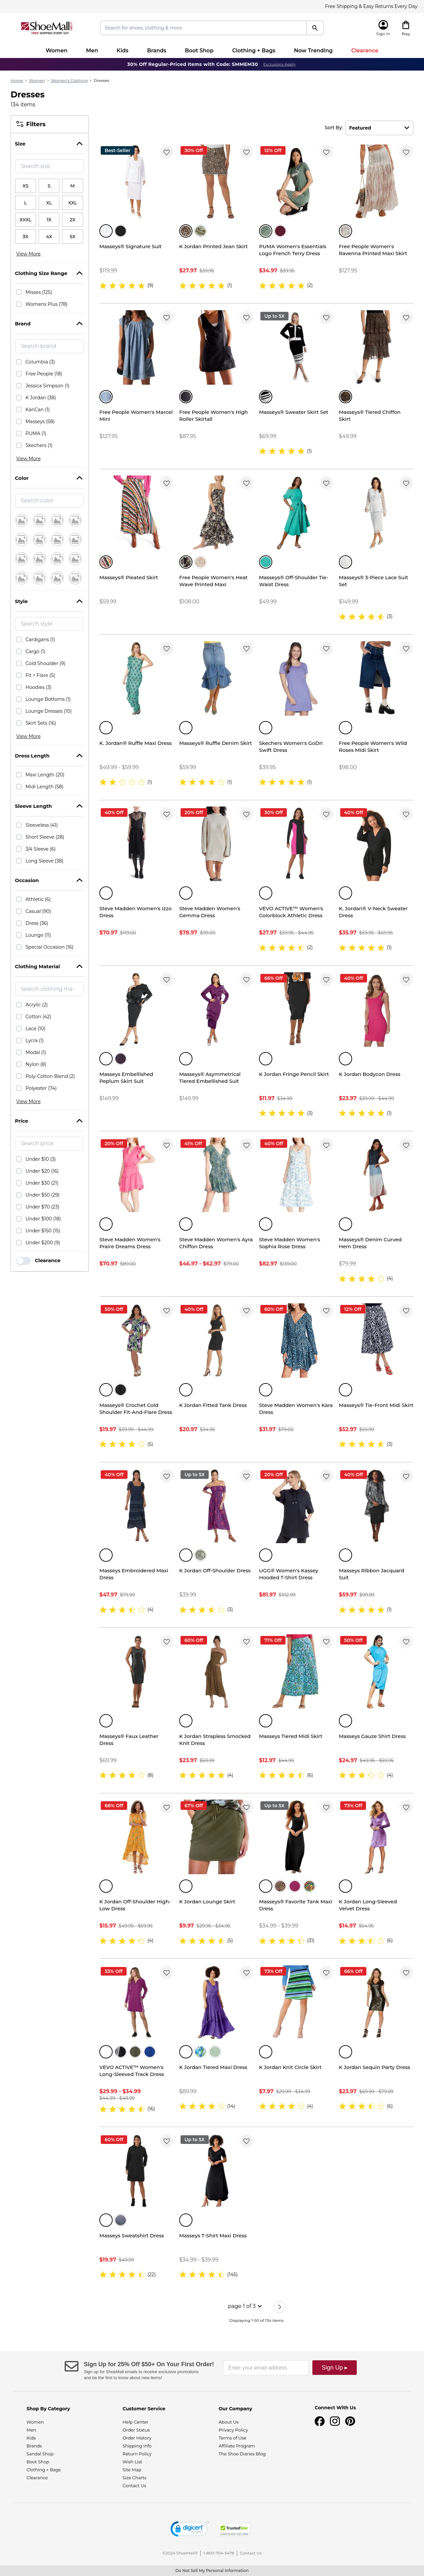 Free Shipping & Easy Returns Every Day
ShoeMall
FREE SHIPPING EVERY DAY
Search for shoes, clothing & more
Sign In
Bag
Women
Men
Kids
Brands
Boot Shop
Clothing + Bags
Now Trending
Clearance
30% Off Regular-Priced Items with Code: SMMEM30 Exclusions Apply.
Home > Women > Women's Clothing > Dresses
Dresses
134 items
Filters
Size
Search size
XS S M
L XL XXL
XXXL 1X 2X
3X 4X 5X
View More
Clothing Size Range
Misses (125)
Womens Plus (78)
Brand
Search brand
Columbia (3)
Free People (18)
Jessica Simpson (1)
K Jordan (38)
KanCan (1)
Masseys (58)
PUMA (1)
Skechers (1)
View More
Color
Search color
Style
Search style
Cardigans (1)
Cargo (1)
Cold Shoulder (9)
Fit + Flare (5)
Hoodies (3)
Lounge Bottoms (1)
Lounge Dresses (10)
Skirt Sets (16)
View More
Dress Length
Maxi Length (20)
Midi Length (58)
Sleeve Length
Sleeveless (41)
Short Sleeve (28)
3/4 Sleeve (6)
Long Sleeve (38)
Occasion
Athletic (6)
Casual (90)
Dress (36)
Lounge (11)
Special Occasion (16)
Clothing Material
Search clothing ma
Acrylic (2)
Cotton (42)
Lace (10)
Lycra (1)
Modal (1)
Nylon (8)
Poly-Cotton Blend (2)
Polyester (74)
View More
Price
Search price
Under $10 (3)
Under $20 (16)
Under $30 (21)
Under $50 (29)
Under $70 (23)
Under $100 (18)
Under $150 (15)
Under $200 (9)
Clearance
Sort By: Featured
Best-Seller
Masseys® Signature Suit
$119.99
(9)
30% Off
K Jordan Printed Jean Skirt
$27.97 $39.95
(1)
12% Off
PUMA Women's Essentials
Logo French Terry Dress
$34.97 $39.95
(2)
Free People Women's
Ravenna Printed Maxi Skirt
$127.95
Free People Women's Marcel
Mini
$127.95
Free People Women's High
Roller Skirtall
$87.95
Up to 5X
Masseys® Sweater Skirt Set
$69.99
(1)
Masseys® Tiered Chiffon
Skirt
$49.99
Masseys® Pleated Skirt
$59.99
Free People Women's Heat
Wave Printed Maxi
$108.00
Masseys® Off-Shoulder Tie-
Waist Dress
$49.99
Masseys® 3-Piece Lace Suit
Set
$149.99
(3)
K. Jordan® Ruffle Maxi Dress
$49.99 - $59.99
(1)
Masseys® Ruffle Denim Skirt
$59.99
(1)
Skechers Women's GoDri
Swift Dress
$39.95
(1)
Free People Women's Wild
Roses Midi Skirt
$98.00
40% Off
Steve Madden Women's Izzo
Dress
$70.97 $119.00
20% Off
Steve Madden Women's
Gemma Dress
$78.97 $99.00
30% Off
VEVO ACTIVE™ Women's
Colorblock Athletic Dress
$27.97 $39.95 - $44.95
(2)
40% Off
K. Jordan® V-Neck Sweater
Dress
$35.97 $59.95 - $69.95
(1)
Masseys Embellished
Peplum Skirt Suit
$149.99
Masseys® Asymmetrical
Tiered Embellished Suit
$149.99
66% Off
K Jordan Fringe Pencil Skirt
$11.97 $34.99
(3)
40% Off
K Jordan Bodycon Dress
$23.97 $39.99 - $44.99
(1)
20% Off
Steve Madden Women's
Praire Dreams Dress
$70.97 $89.00
41% Off
Steve Madden Women's Ayra
Chiffon Dress
$46.97 - $62.97 $79.00
40% Off
Steve Madden Women's
Sophia Rose Dress
$82.97 $139.00
Masseys® Denim Curved
Hem Dress
$79.99
(4)
50% Off
Masseys® Crochet Cold
Shoulder Fit-And-Flare Dress
$19.97 $39.99 - $44.99
(5)
40% Off
K Jordan Fitted Tank Dress
$20.97 $34.95
60% Off
Steve Madden Women's Kara
Dress
$31.97 $79.00
12% Off
Masseys® Tie-Front Midi Skirt
$52.97 $59.99
(3)
40% Off
Masseys Embroidered Maxi
Dress
$47.97 $79.99
(4)
Up to 5X
K Jordan Off-Shoulder Dress
$39.99
(3)
20% Off
UGG® Women's Kassey
Hooded T-Shirt Dress
$81.97 $102.99
40% Off
Masseys Ribbon Jacquard
Suit
$59.97 $99.99
(1)
Masseys® Faux Leather
Dress
$69.99
(8)
60% Off
K Jordan Strapless Smocked
Knit Dress
$23.97 $59.99
(4)
71% Off
Masseys Tiered Midi Skirt
$12.97 $44.99
(6)
50% Off
Masseys Gauze Shirt Dress
$24.97 $49.95 - $59.95
(4)
68% Off
K Jordan Off-Shoulder High-
Low Dress
$15.97 $49.95 - $59.95
(4)
67% Off
K Jordan Lounge Skirt
$9.97 $29.95 - $34.95
(5)
Up to 5X
Masseys® Favorite Tank Maxi
Dress
$34.99 - $39.99
(31)
73% Off
K Jordan Long-Sleeved
Velvet Dress
$14.97 $54.95
(6)
33% Off
VEVO ACTIVE™ Women's
Long-Sleeved Track Dress
$29.99 - $34.99
$44.99 - $49.99
(16)
K Jordan Tiered Maxi Dress
$89.99
(14)
73% Off
K Jordan Knit Circle Skirt
$7.97 $29.99 - $34.99
(4)
66% Off
K Jordan Sequin Party Dress
$23.97 $69.99 - $79.99
(6)
60% Off
Masseys Sweatshirt Dress
$19.97 $49.99
(22)
Up to 5X
Masseys T-Shirt Maxi Dress
$34.99 - $39.99
(145)
page 1 of 3
Displaying 1-50 of 134 items
Sign Up for 25% Off $50+ On Your First Order!
Sign up for ShoeMall emails to receive exclusive promotions
and be the first to know about new items!
Enter your email address
Sign Up ▸
Shop By Category
Women
Men
Kids
Brands
Sandal Shop
Boot Shop
Clothing + Bags
Clearance
Customer Service
Help Center
Order Status
Order History
Shipping Info
Return Policy
Wish List
Site Map
Size Charts
Contact Us
Our Company
About Us
Privacy Policy
Terms of Use
Affiliate Program
The Shoe Diaries Blog
Connect With Us
digicert
TrustedSite
©2024 ShoeMall® | 1-800-704-5478 | Contact Us
Do Not Sell My Personal Information